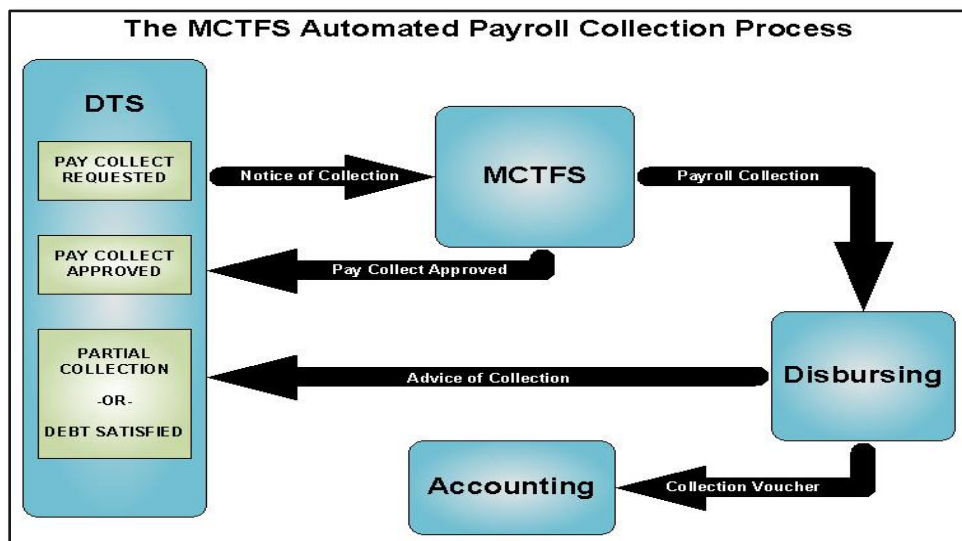 The MCTFS Automated Payroll Collection Process
DTS
PAY COLLECT
REQUESTED
Notice of Collection
MCTFS
Payroll Collection
PAY COLLECT
APPROVED
Pay Collect Approved
PARTIAL
COLLECTION
-OR-
DEBT SATISFIED
Advice of Collection
Disbursing
Accounting
Collection Voucher